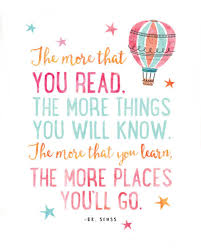 The more that
YOU READ,
THE MORE THINGS
YOU WILL KNOW.
The more that you learn,
THE MORE PLACES
YOU'LL GO.
-DR. SEUSS